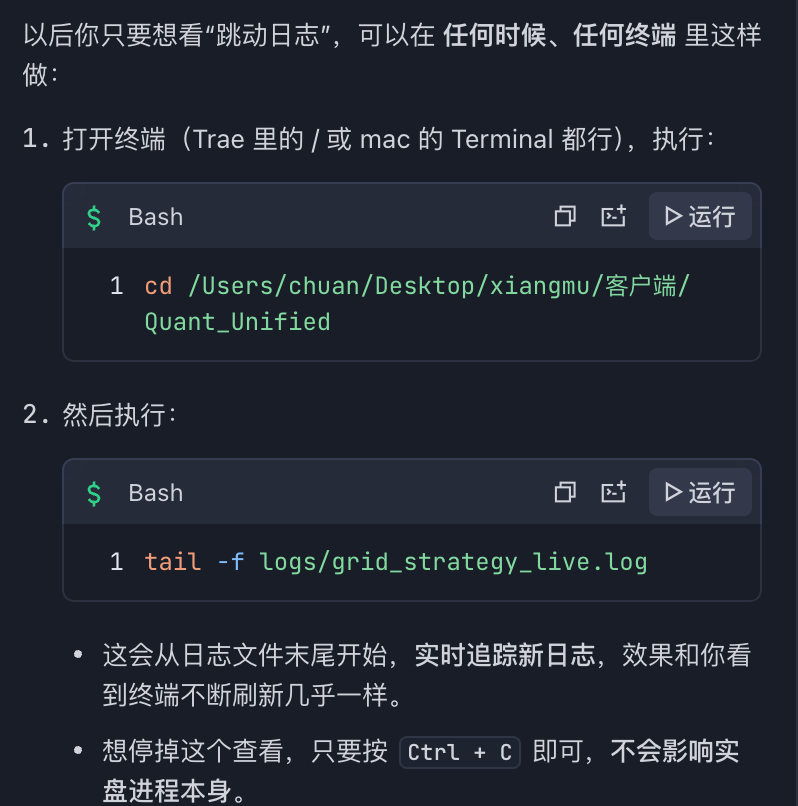 以后你只要想看“跳动日志”，可以在 任何时候、任何终端 里这样
做：
1. 打开终端（Trae 里的 / 或 mac 的 Terminal 都行），执行：
$ Bash 运行
1 cd /Users/chuan/Desktop/xiangmu/客户端/
Quant_Unified
2. 然后执行：
$ Bash 运行
1 tail -f logs/grid_strategy_live.log
• 这会从日志文件末尾开始，实时追踪新日志，效果和你看
到终端不断刷新几乎一样。
• 想停掉这个查看，只要按 Ctrl + C 即可，不会影响实
盘进程本身。